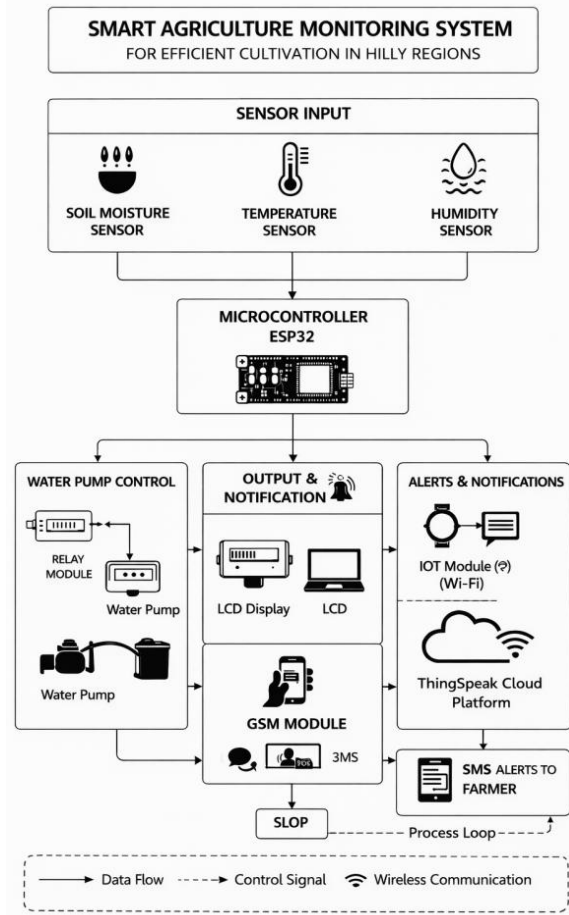 SMART AGRICULTURE MONITORING SYSTEM
FOR EFFICIENT CULTIVATION IN HILLY REGIONS
SENSOR INPUT
SOIL MOISTURE
SENSOR
TEMPERATURE
SENSOR
HUMIDITY
SENSOR
MICROCONTROLLER
ESP32
WATER PUMP CONTROL
RELAY
MODULE
Water Pump
Water Pump
OUTPUT &
NOTIFICATION
LCD Display
LCD
GSM MODULE
3MS
ALERTS & NOTIFICATIONS
IOT Module
(Wi-Fi)
ThingSpeak Cloud
Platform
SMS ALERTS TO
FARMER
SLOP
Process Loop
Data Flow
Control Signal
Wireless Communication